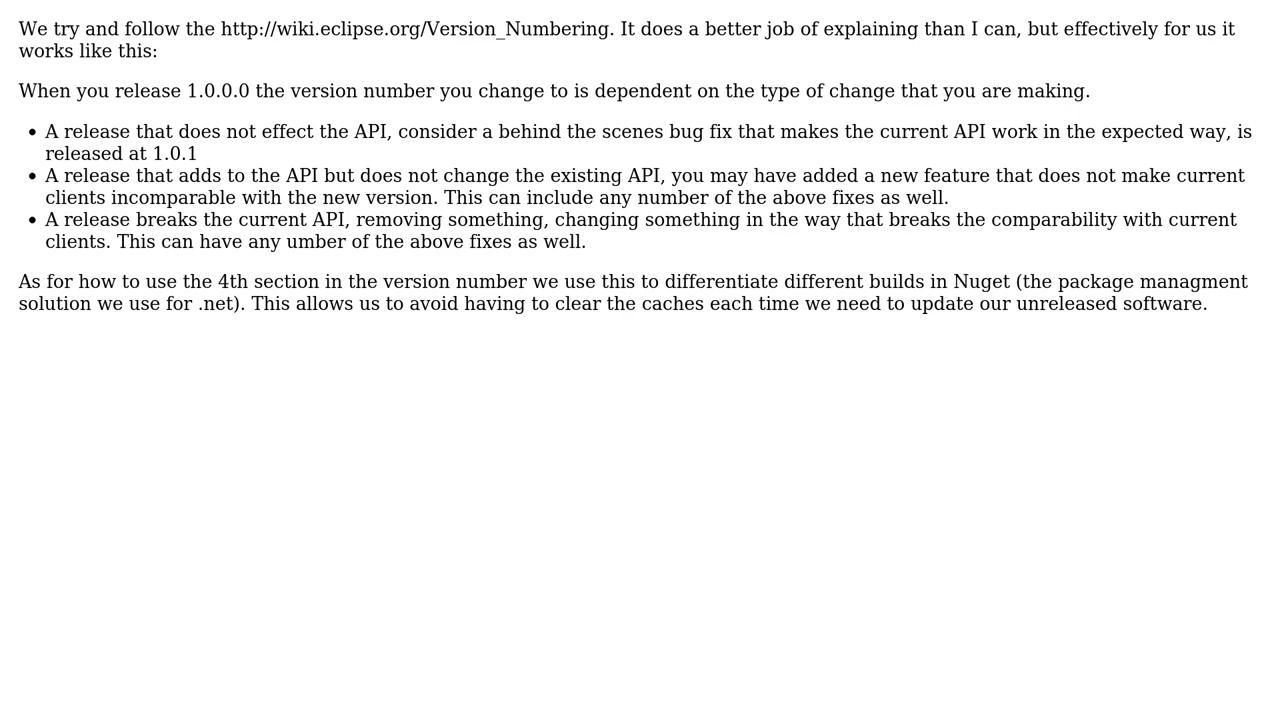 We try and follow the http://wiki.eclipse.org/Version_Numbering. It does a better job of explaining than I can, but effectively for us it
works like this:
When you release 1.0.0.0 the version number you change to is dependent on the type of change that you are making.
• A release that does not effect the API, consider a behind the scenes bug fix that makes the current API work in the expected way, is
released at 1.0.1
• A release that adds to the API but does not change the existing API, you may have added a new feature that does not make current
clients incomparable with the new version. This can include any number of the above fixes as well.
• A release breaks the current API, removing something, changing something in the way that breaks the comparability with current
clients. This can have any umber of the above fixes as well.
As for how to use the 4th section in the version number we use this to differentiate different builds in Nuget (the package managment
solution we use for .net). This allows us to avoid having to clear the caches each time we need to update our unreleased software.